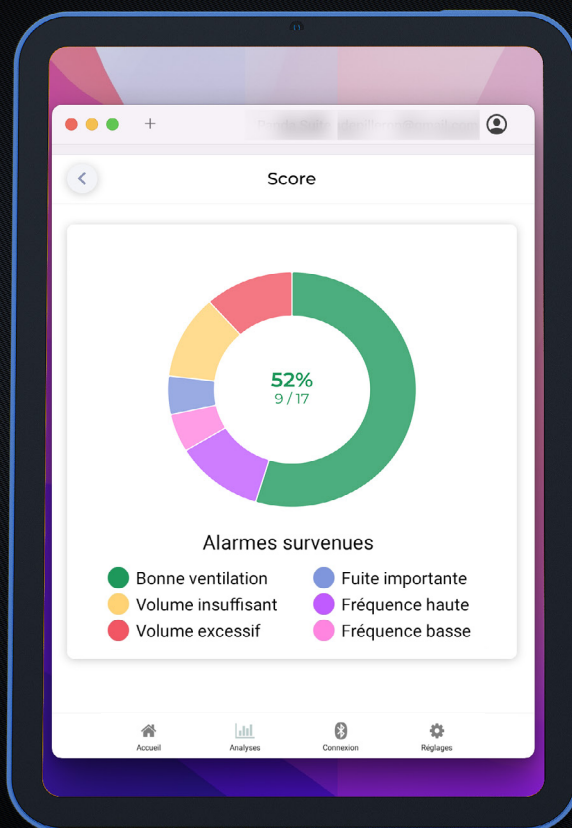 +
Score
52%
9 / 17
Alarmes survenues
Bonne ventilation
Fuite importante
Volume insuffisant
Fréquence haute
Volume excessif
Fréquence basse
Accueil
Analyses
Connexion
Réglages